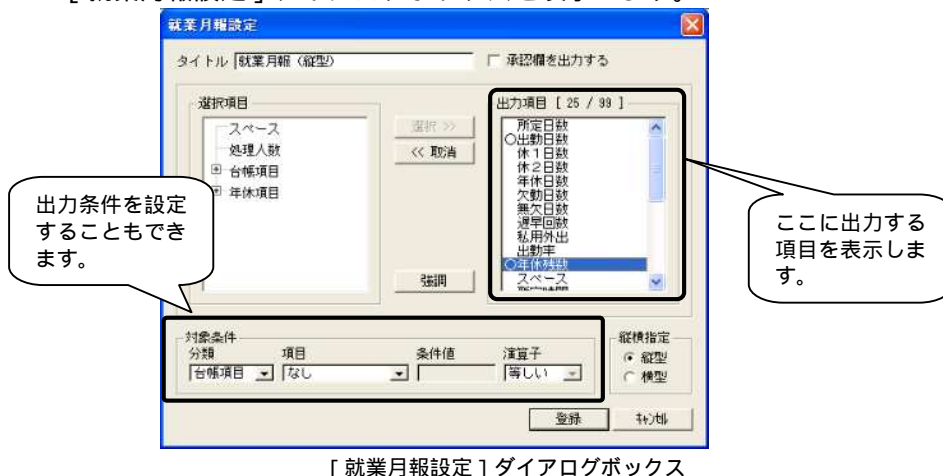 就業月報設定
タイトル 就業月報（縦型） 承認欄を出力する
選択項目
スペース
処理人数
台帳項目
年休項目
選択 >>
<< 取消
強調
出力項目 [ 25 / 99 ]
所定日数
○出勤日数
休１日数
休２日数
年休日数
欠勤日数
無欠日数
遅早回数
私用外出
出勤率
○年休残数
スペース
出力条件を設定
することもでき
ます。
ここに出力する
項目を表示しま
す。
対象条件
分類 項目 条件値 演算子
台帳項目 なし 等しい
縦横指定
縦型
横型
登録 ｷｬﾝｾﾙ
［就業月報設定］ダイアログボックス